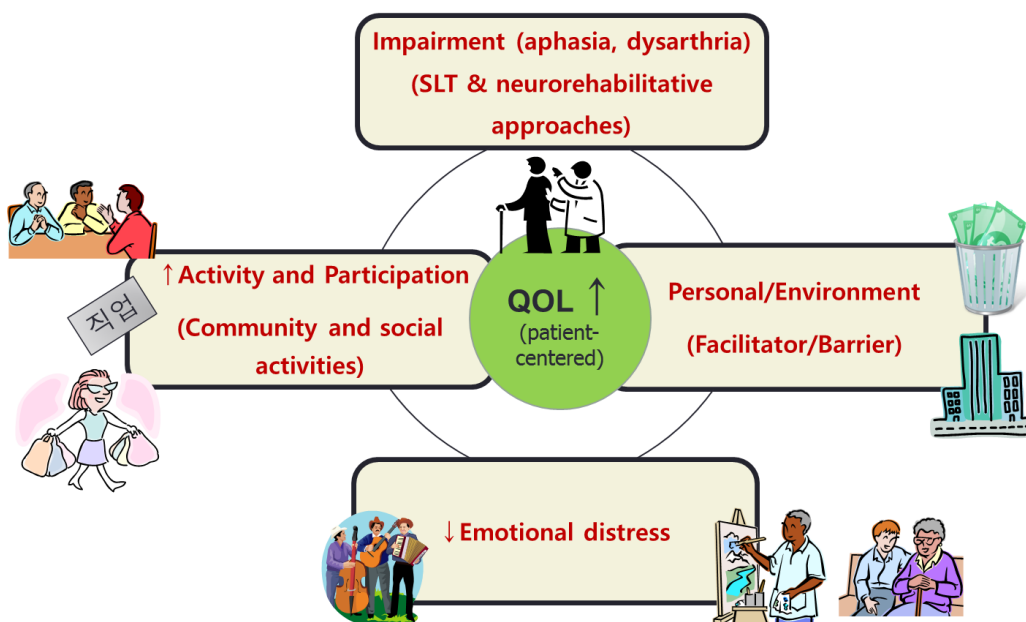 Impairment (aphasia, dysarthria)
(SLT & neurorehabilitative
approaches)
↑Activity and Participation
(Community and social
activities)
직업
QOL ↑
(patient-
centered)
Personal/Environment
(Facilitator/Barrier)
↓Emotional distress